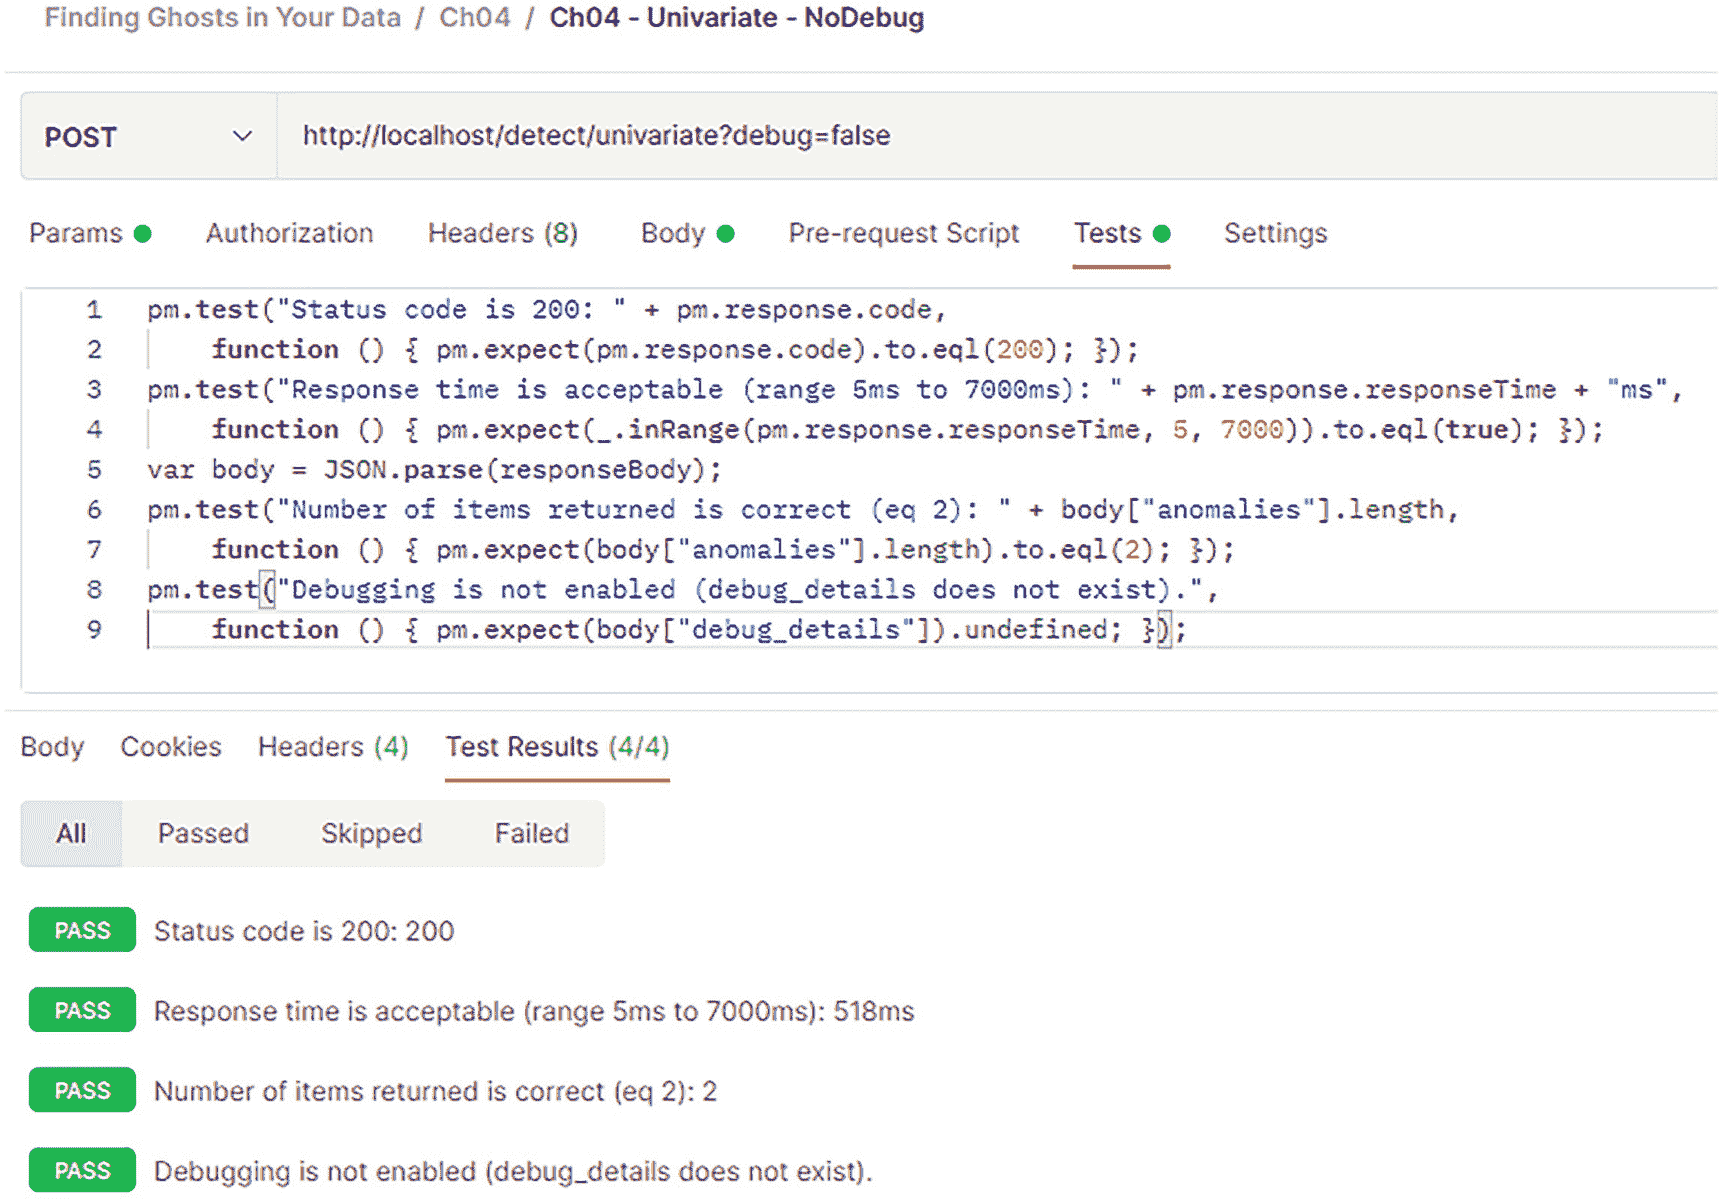 Finding Ghosts in Your Data / Ch04 / Ch04 - Univariate - NoDebug
POST http://localhost/detect/univariate?debug=false
Params Authorization Headers (8) Body Pre-request Script Tests Settings
1 pm.test("Status code is 200: " + pm.response.code,
2 function () { pm.expect(pm.response.code).to.eql(200); });
3 pm.test("Response time is acceptable (range 5ms to 7000ms): " + pm.response.responseTime + "ms",
4 function () { pm.expect(_.inRange(pm.response.responseTime, 5, 7000)).to.eql(true); });
5 var body = JSON.parse(responseBody);
6 pm.test("Number of items returned is correct (eq 2): " + body["anomalies"].length,
7 function () { pm.expect(body["anomalies"].length).to.eql(2); });
8 pm.test("Debugging is not enabled (debug_details does not exist).",
9 function () { pm.expect(body["debug_details"]).undefined; });
Body Cookies Headers (4) Test Results (4/4)
All Passed Skipped Failed
PASS Status code is 200: 200
PASS Response time is acceptable (range 5ms to 7000ms): 518ms
PASS Number of items returned is correct (eq 2): 2
PASS Debugging is not enabled (debug_details does not exist).